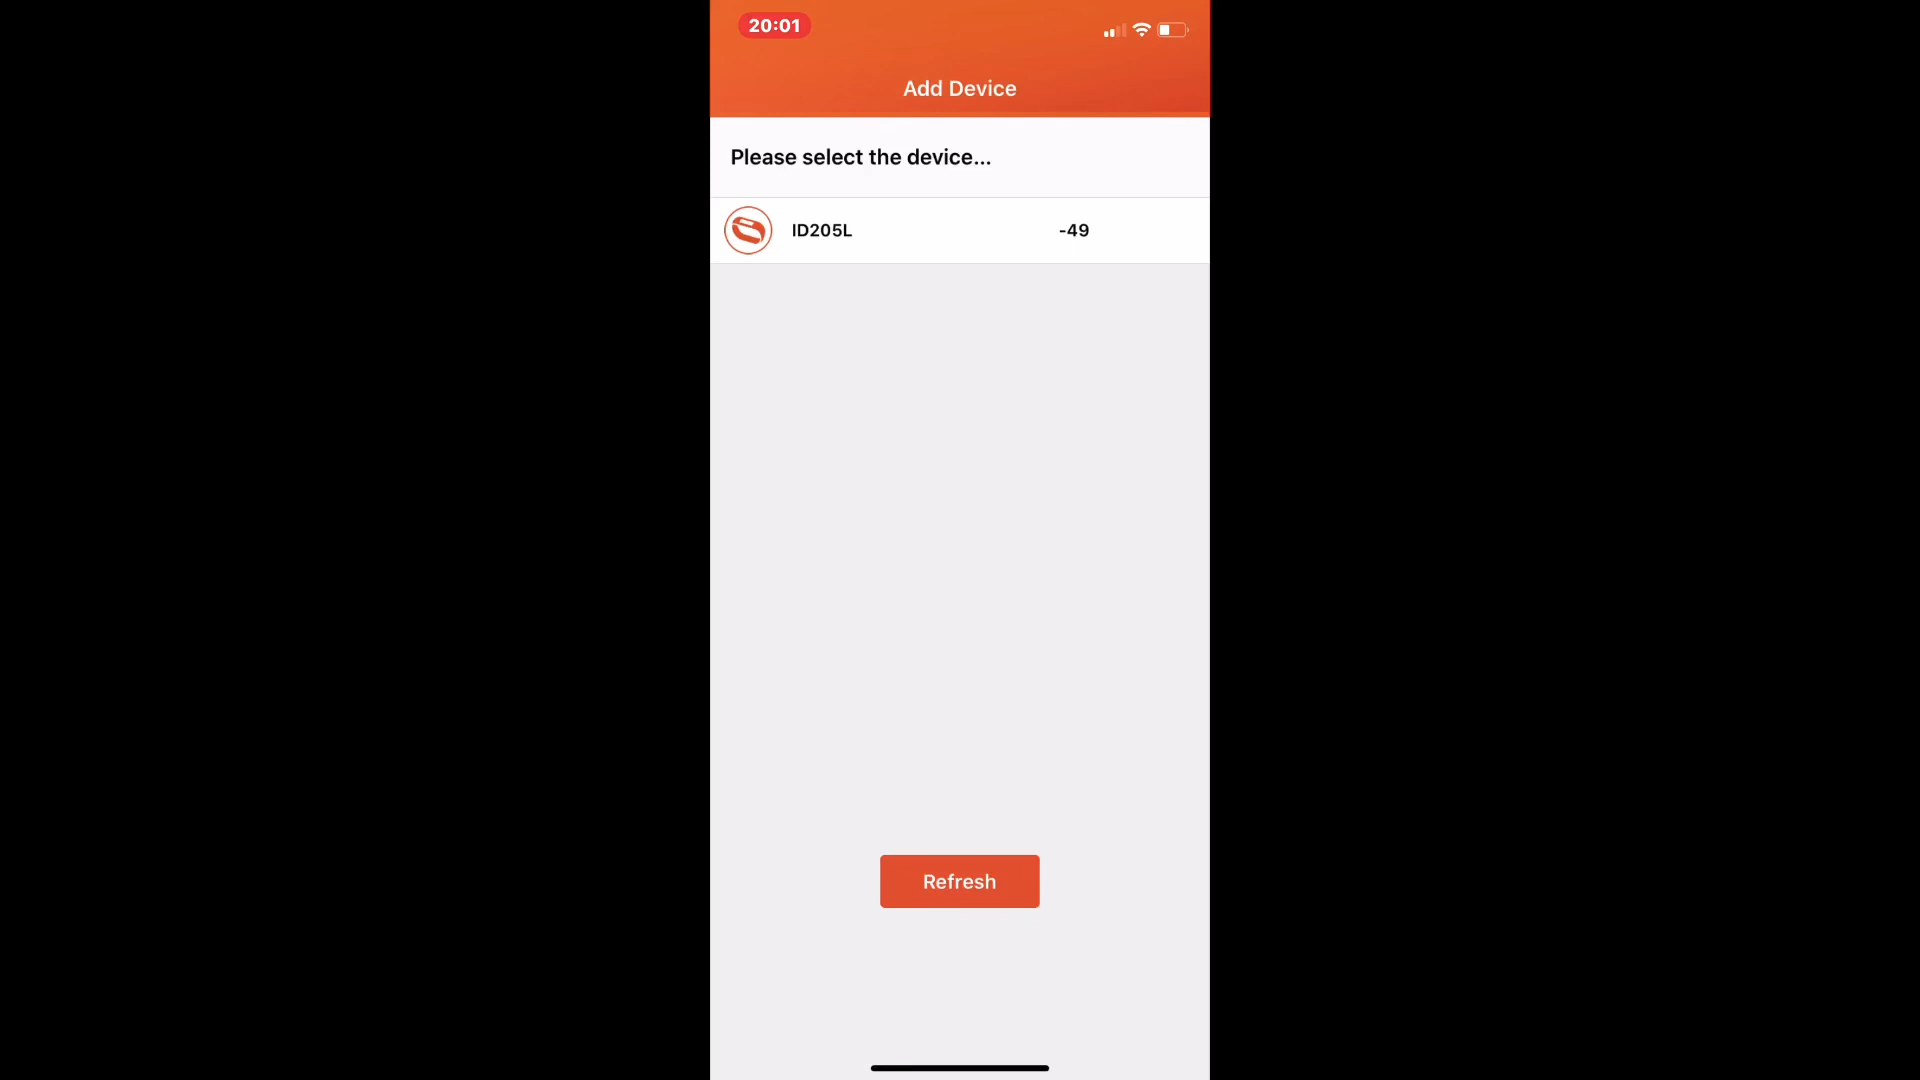 20:01
Add Device
Please select the device...
ID205L -49
Refresh